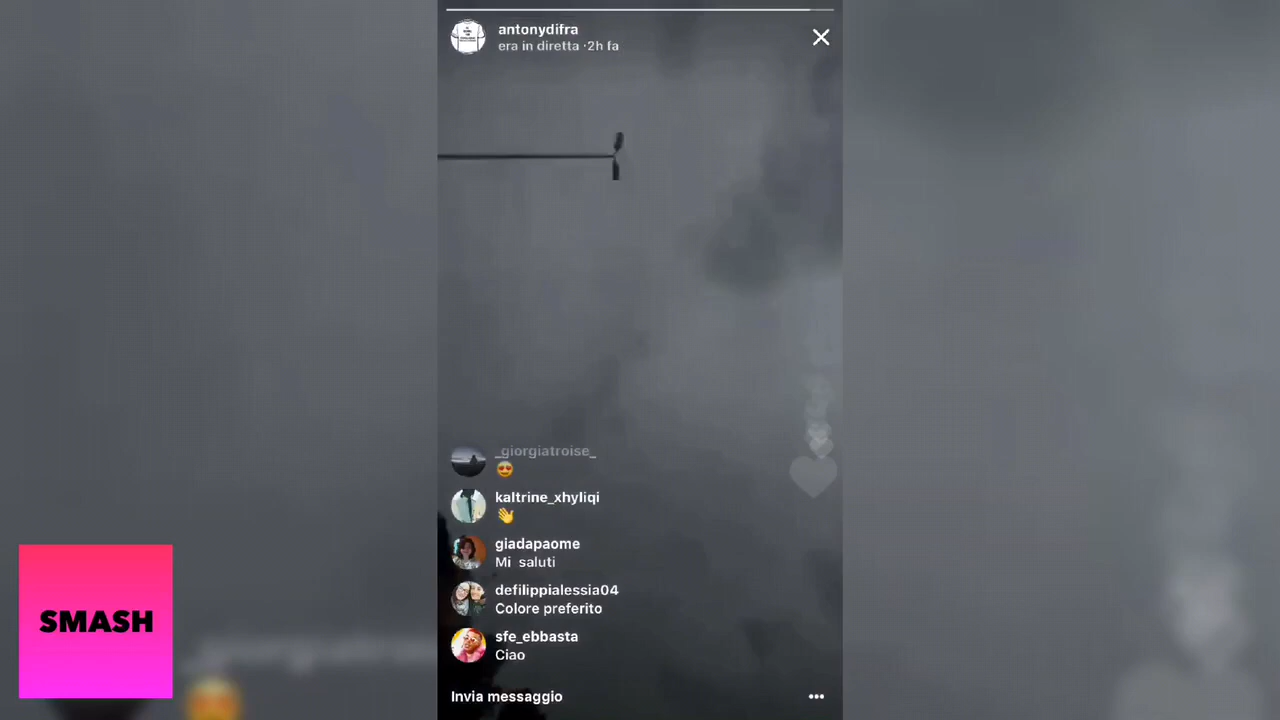 antonydifra
era in diretta ·2h fa
_giorgiatroise_
😍
kaltrine_xhyliqi
👋
giadapaome
Mi saluti
defilippialessia04
Colore preferito
sfe_ebbasta
Ciao
Invia messaggio
SMASH